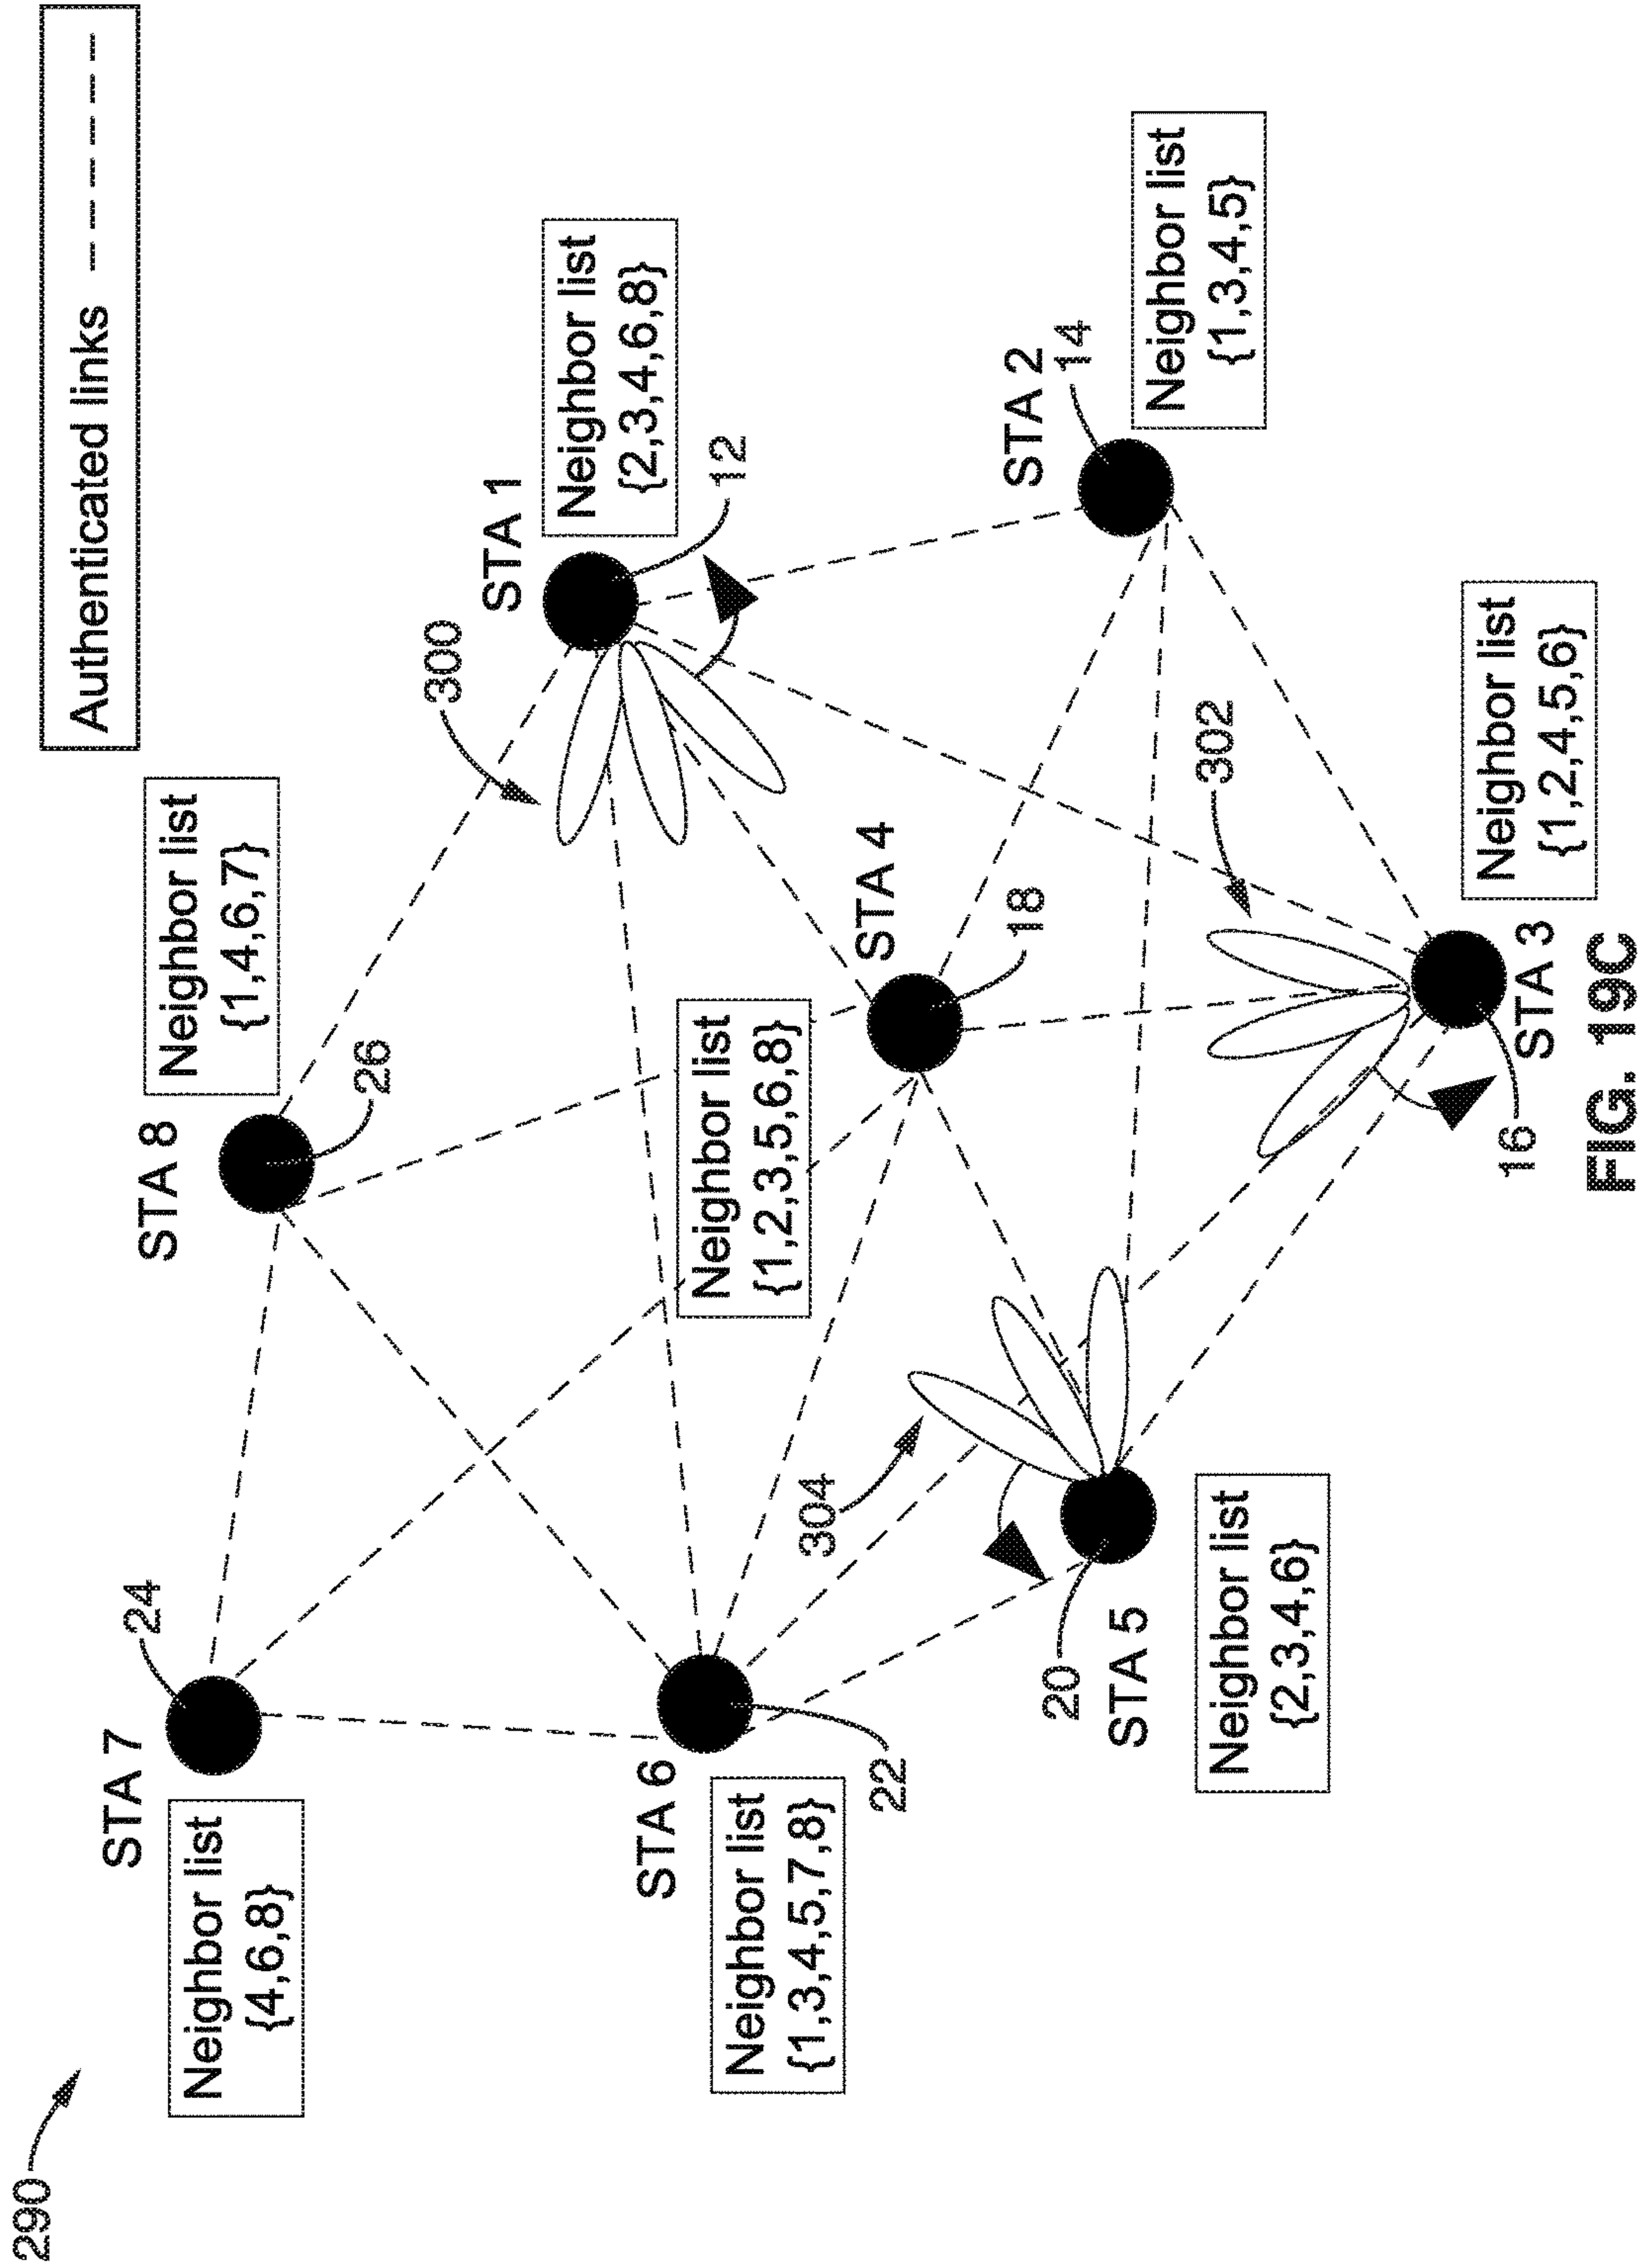 290
Authenticated links
STA 7
24
Neighbor list
{4,6,8}
STA 8
26
Neighbor list
{1,4,6,7}
300
STA 1
12
Neighbor list
{2,3,4,6,8}
STA 6
22
Neighbor list
{1,3,4,5,7,8}
Neighbor list
{1,2,3,5,6,8}
STA 4
18
STA 2
14
Neighbor list
{1,3,4,5}
304
20
STA 5
Neighbor list
{2,3,4,6}
302
16
STA 3
Neighbor list
{1,2,4,5,6}
FIG. 19C